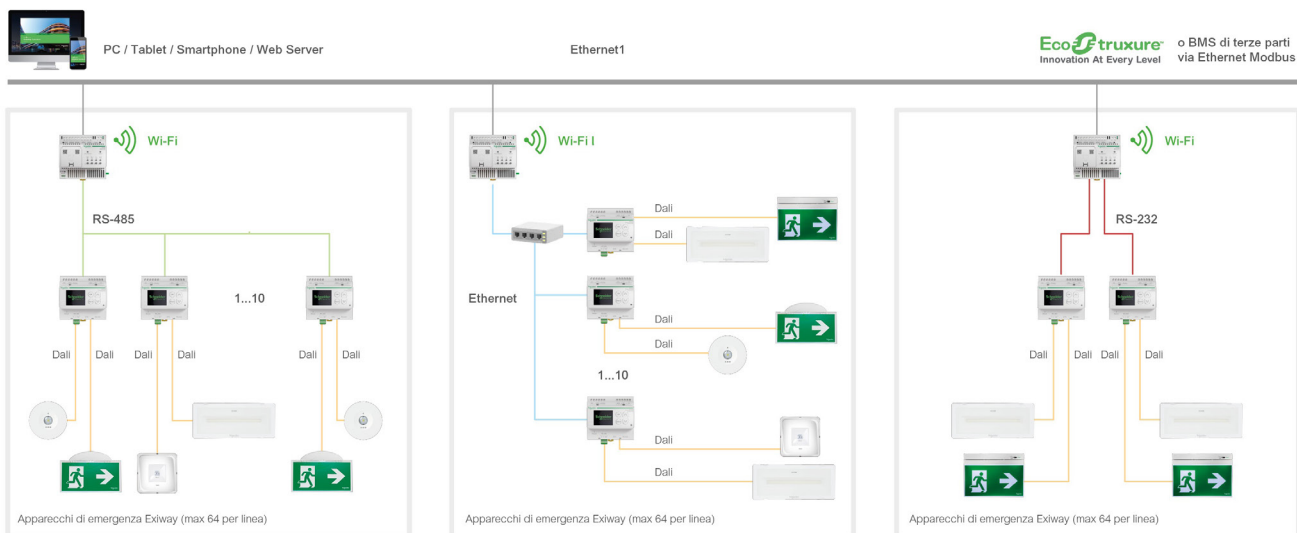 PC / Tablet / Smartphone / Web Server
Ethernet1
EcoStruxure
Innovation At Every Level
o BMS di terze parti
via Ethernet Modbus
Wi-Fi
RS-485
1...10
Dali
Dali
Dali
Dali
Dali
Dali
Apparecchi di emergenza Exiway (max 64 per linea)
Wi-Fi I
Ethernet
Dali
Dali
Dali
Dali
1...10
Dali
Dali
Apparecchi di emergenza Exiway (max 64 per linea)
Wi-Fi
RS-232
Dali
Dali
Dali
Dali
Apparecchi di emergenza Exiway (max 64 per linea)